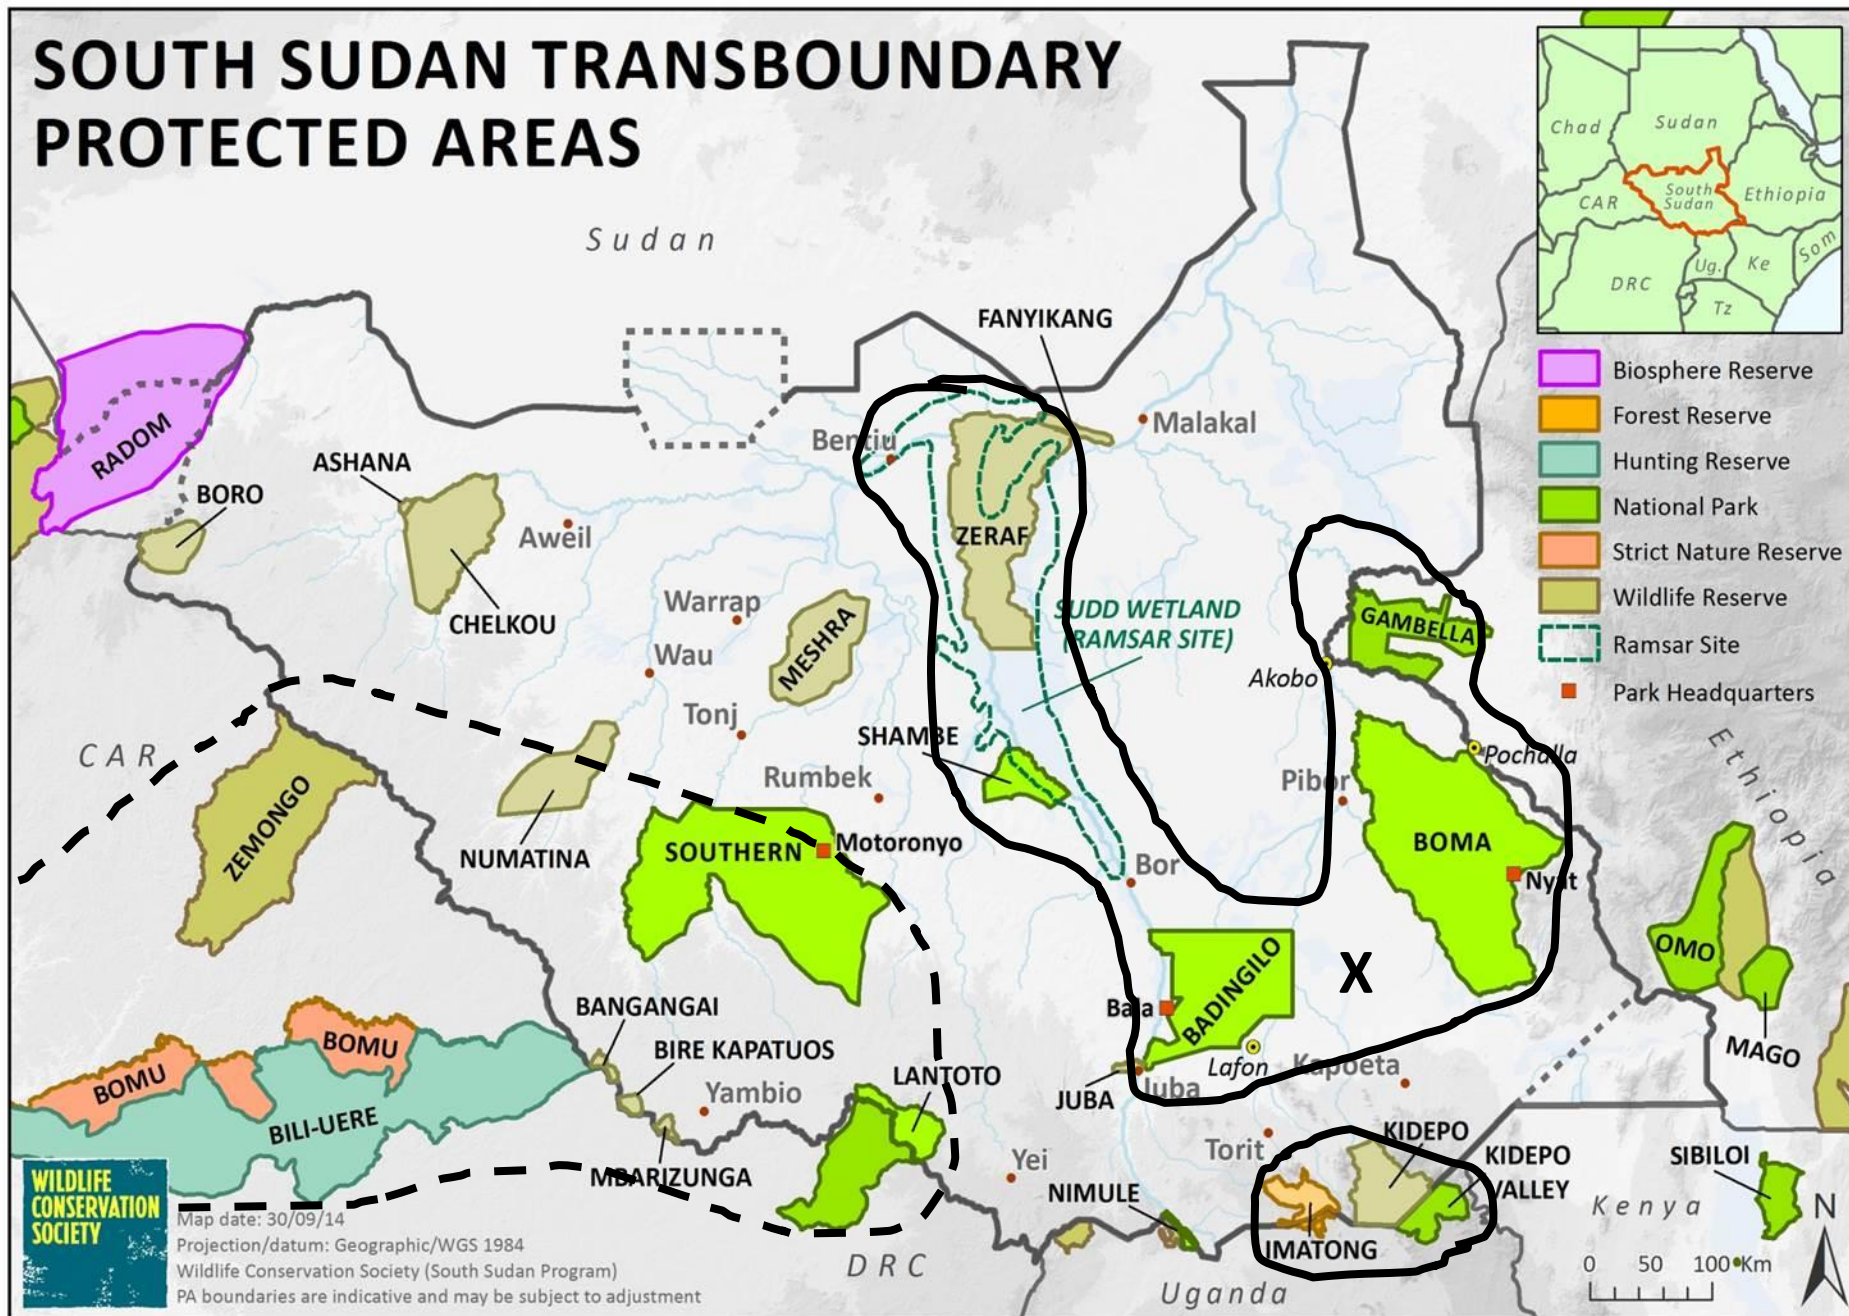 SOUTH SUDAN TRANSBOUNDARY
PROTECTED AREAS
Sudan
Chad
Sudan
CAR
South
Sudan
Ethiopia
DRC
Ug.
Ke
Som
Tz
Biosphere Reserve
Forest Reserve
Hunting Reserve
National Park
Strict Nature Reserve
Wildlife Reserve
Ramsar Site
Park Headquarters
FANYIKANG
Malakal
Bentiu
RADOM
ASHANA
BORO
Aweil
ZERAF
CHELKOU
Warrap
MESHRA
SUDD WETLAND
(RAMSAR SITE)
GAMBELLA
Wau
Akobo
Tonj
SHAMBE
CAR
Pochalla
Ethiopia
Rumbek
Pibor
ZEMONGO
NUMATINA
SOUTHERN
Motoronyo
BOMA
Bor
Nyat
OMO
BADINGILO
X
Baja
BANGANGAI
BOMU
BIRE KAPATUOS
BOMU
Lafon
Kapoeta
MAGO
LANTOTO
JUBA
Juba
Yambio
BILI-UERE
MBARIZUNGA
Yei
Torit
KIDEPO
KIDEPO
VALLEY
SIBILOI
NIMULE
Kenya
N
IMATONG
DRC
Uganda
0 50 100 Km
WILDLIFE
CONSERVATION
SOCIETY
Map date: 30/09/14
Projection/datum: Geographic/WGS 1984
Wildlife Conservation Society (South Sudan Program)
PA boundaries are indicative and may be subject to adjustment